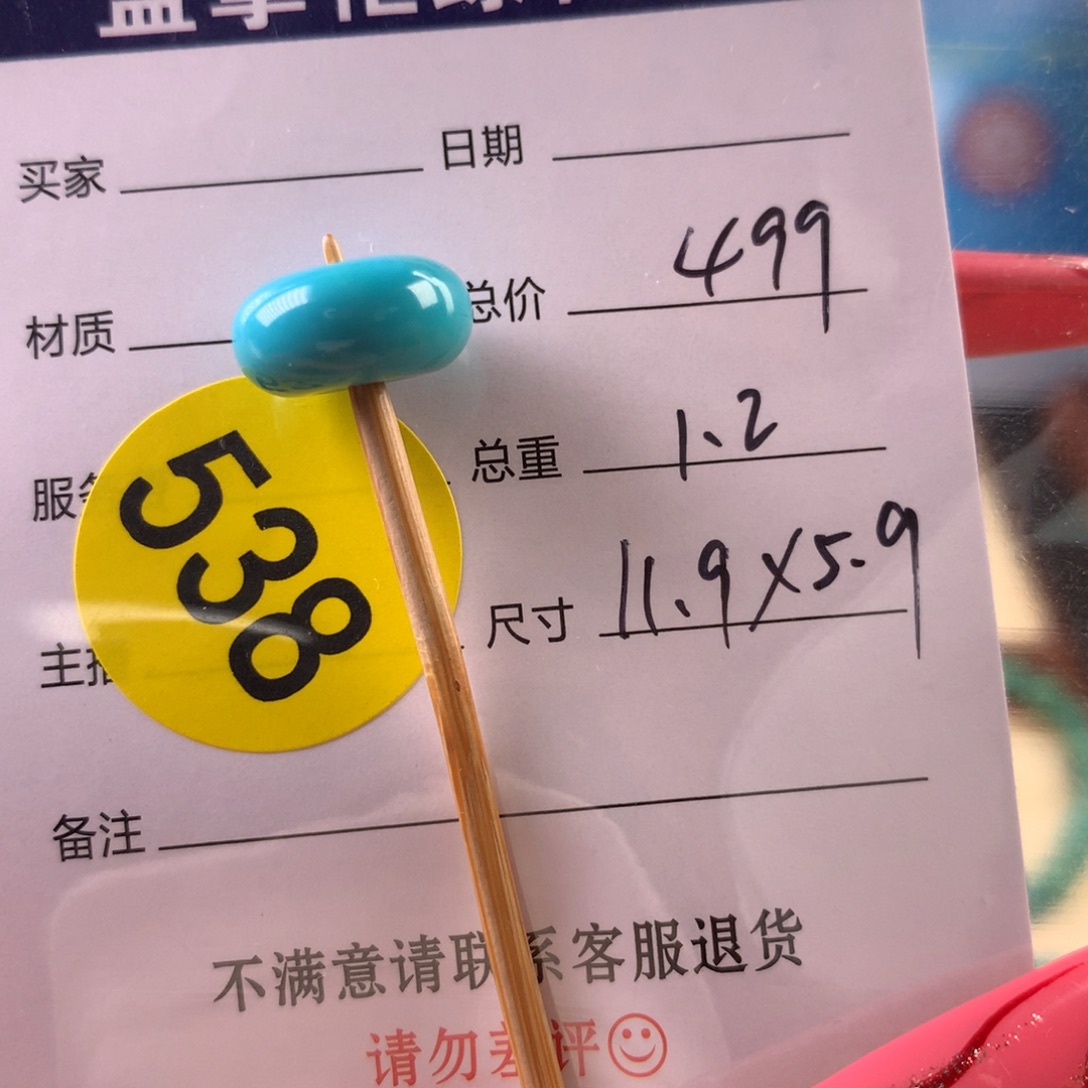 买家 日期
材质 总价 499
总重 1.2
538
尺寸 11.9X5.9
备注
不满意请联系客服退货
请勿差评